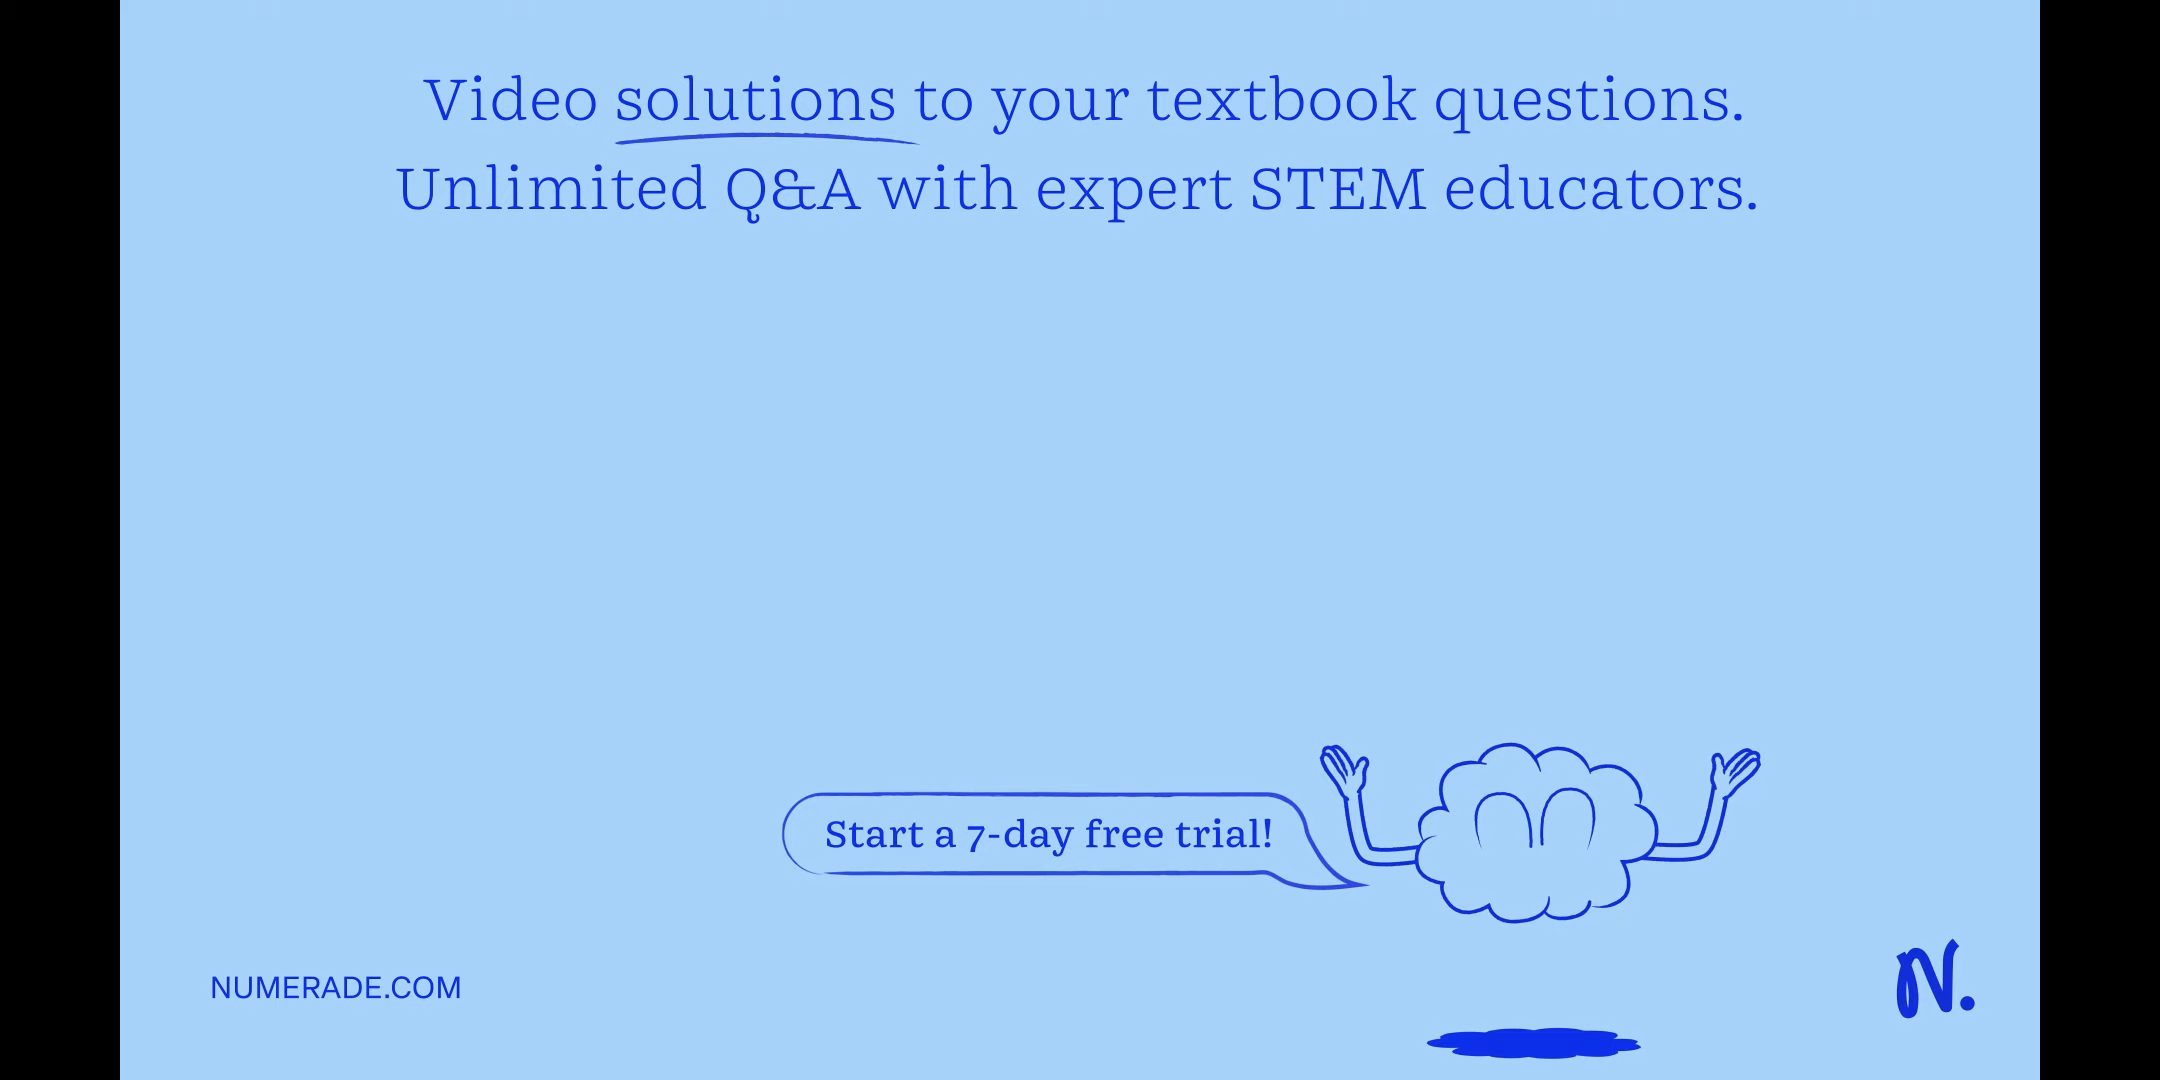 Video solutions to your textbook questions.
Unlimited Q&A with expert STEM educators.
Start a 7-day free trial!
NUMERADE.COM
N.